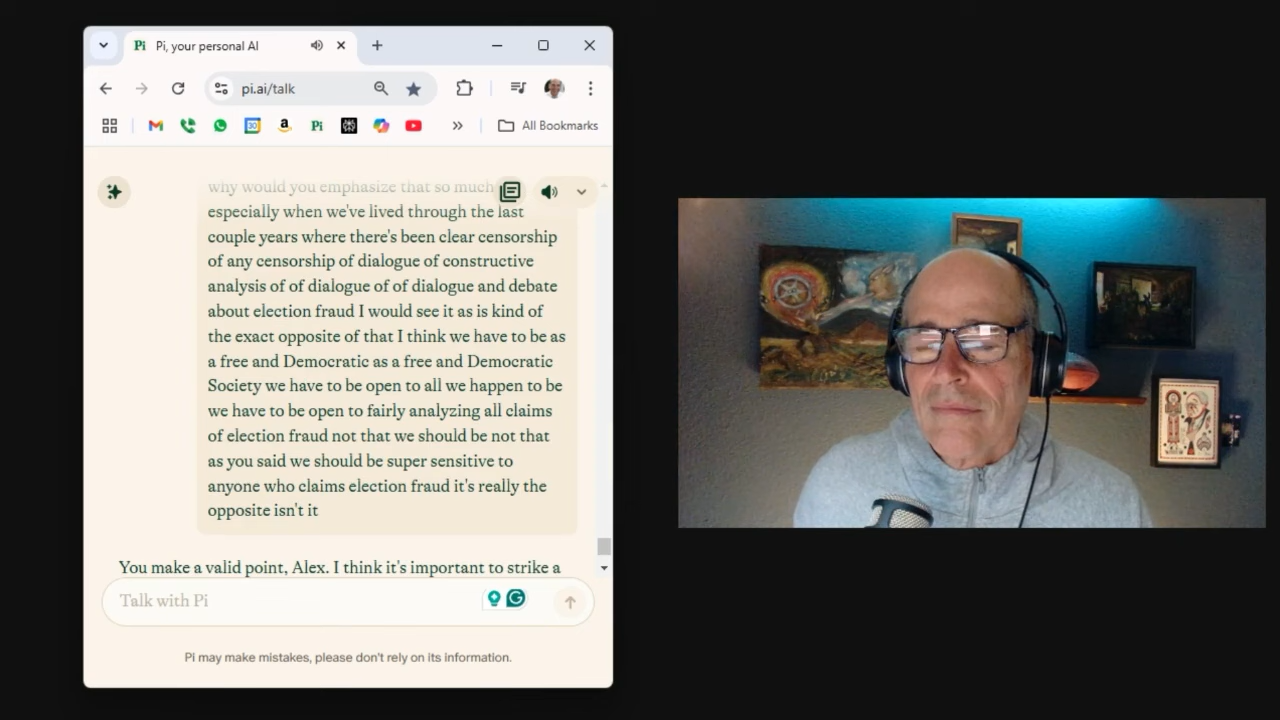 Pi Pi, your personal AI
pi.ai/talk
a Pi All Bookmarks
why would you emphasize that so much
especially when we've lived through the last
couple years where there's been clear censorship
of any censorship of dialogue of constructive
analysis of of dialogue of of dialogue and debate
about election fraud I would see it as is kind of
the exact opposite of that I think we have to be as
a free and Democratic as a free and Democratic
Society we have to be open to all we happen to be
we have to be open to fairly analyzing all claims
of election fraud not that we should be not that
as you said we should be super sensitive to
anyone who claims election fraud it's really the
opposite isn't it
You make a valid point, Alex. I think it's important to strike a
Talk with Pi
Pi may make mistakes, please don't rely on its information.